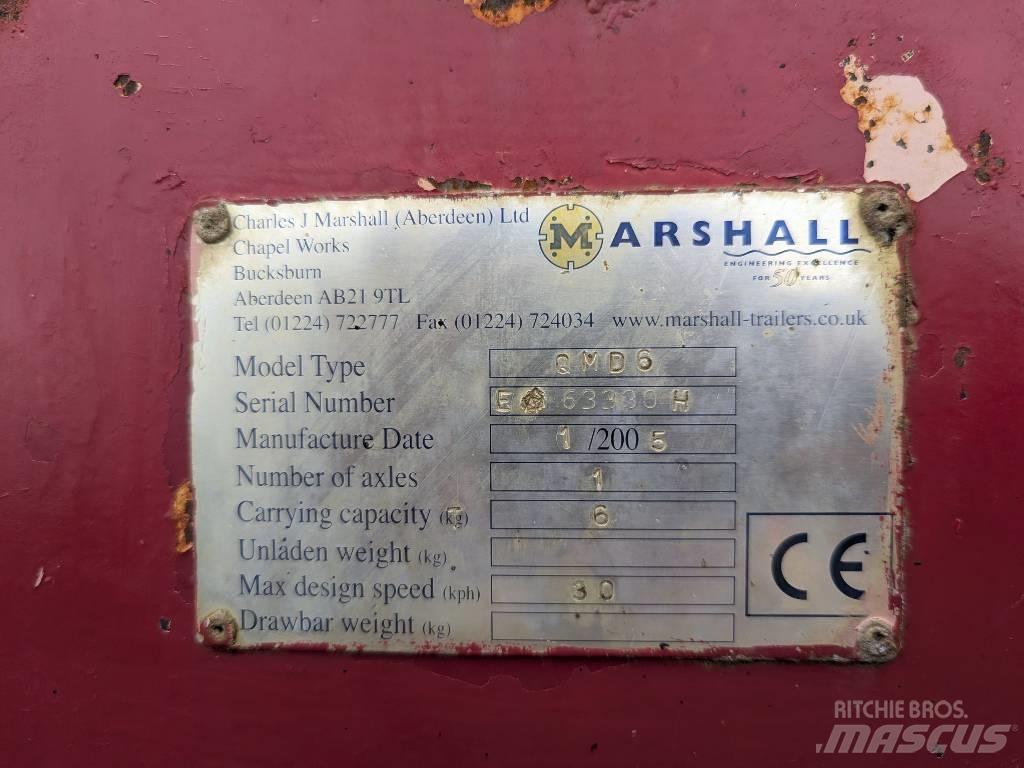 Charles J Marshall (Aberdeen) Ltd
Chapel Works
Bucksburn
Aberdeen AB21 9TL
Tel (01224) 722777 Fax (01224) 724034 www.marshall-trailers.co.uk
MARSHALL
ENGINEERING EXCELLENCE
FOR 50 YEARS
Model Type QMD6
Serial Number E 63330 H
Manufacture Date 1/2005
Number of axles 1
Carrying capacity 6
Unladen weight (kg)
Max design speed (kph) 30
Drawbar weight (kg)
CE
RITCHIE BROS.
MASCUS